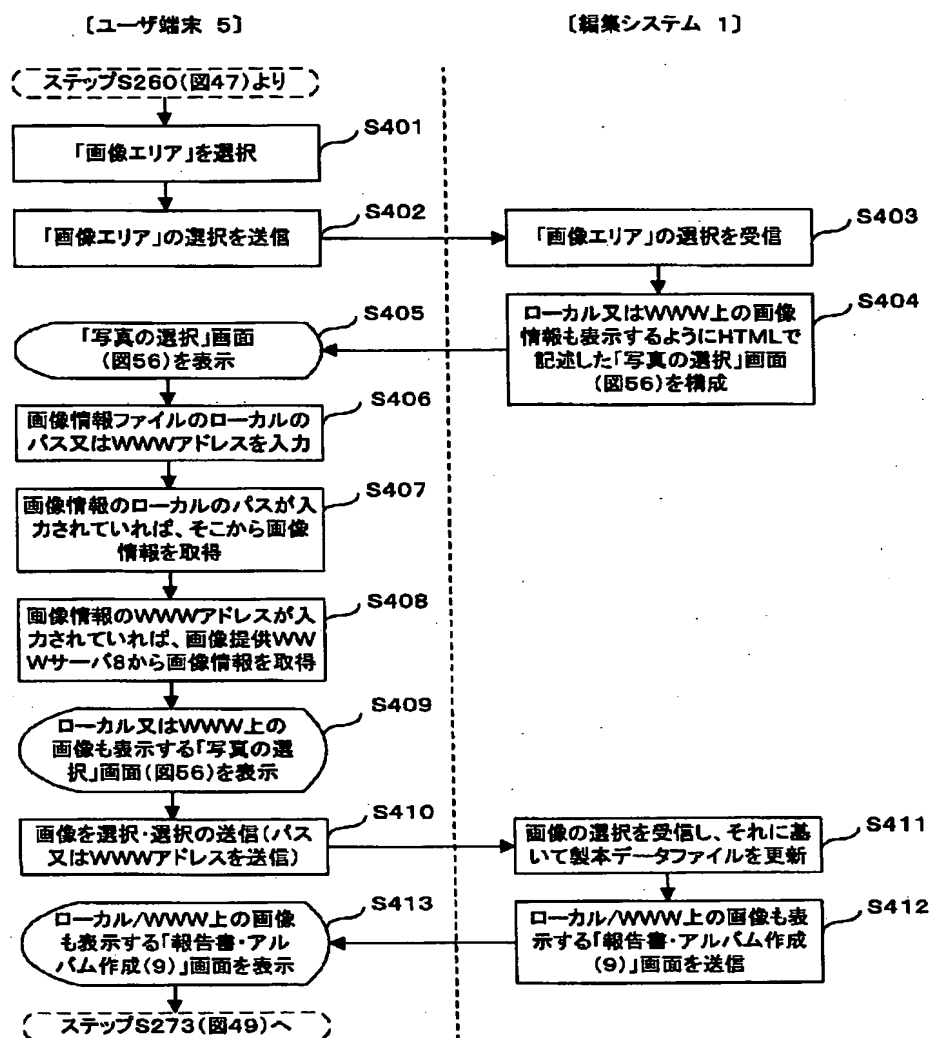 〔ユーザ端末 5〕
〔編集システム 1〕
ステップS260(図47)より
S401
「画像エリア」を選択
S402
「画像エリア」の選択を送信
S403
「画像エリア」の選択を受信
S404
ローカル又はWWW上の画像
情報も表示するようにHTMLで
記述した「写真の選択」画面
(図56)を構成
S405
「写真の選択」画面
(図56)を表示
S406
画像情報ファイルのローカルの
パス又はWWWアドレスを入力
S407
画像情報のローカルのパスが入
力されていれば、そこから画像
情報を取得
S408
画像情報のWWWアドレスが入
力されていれば、画像提供WW
Wサーバ8から画像情報を取得
S409
ローカル又はWWW上の
画像も表示する「写真の選
択」画面(図56)を表示
S410
画像を選択・選択の送信(パス
又はWWWアドレスを送信)
S411
画像の選択を受信し、それに基
いて製本データファイルを更新
S412
ローカル/WWW上の画像も表
示する「報告書・アルバム作成
(9)」画面を送信
S413
ローカル/WWW上の画像
も表示する「報告書・アル
バム作成(9)」画面を表示
ステップS273(図49)へ